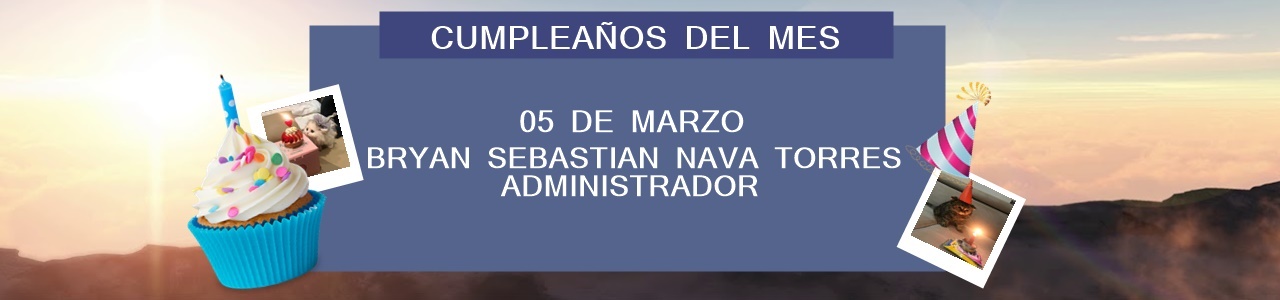 CUMPLEAÑOS DEL MES
05 DE MARZO
BRYAN SEBASTIAN NAVA TORRES
ADMINISTRADOR